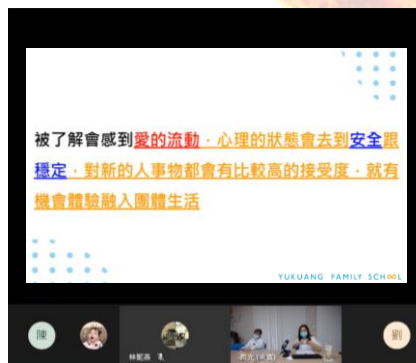 被了解會感到愛的流動，心理的狀態會去到安全跟
穩定，對新的人事物都會有比較高的接受度，就有
機會體驗融入團體生活
YUKUANG FAMILY SCHOOL
陳
劉